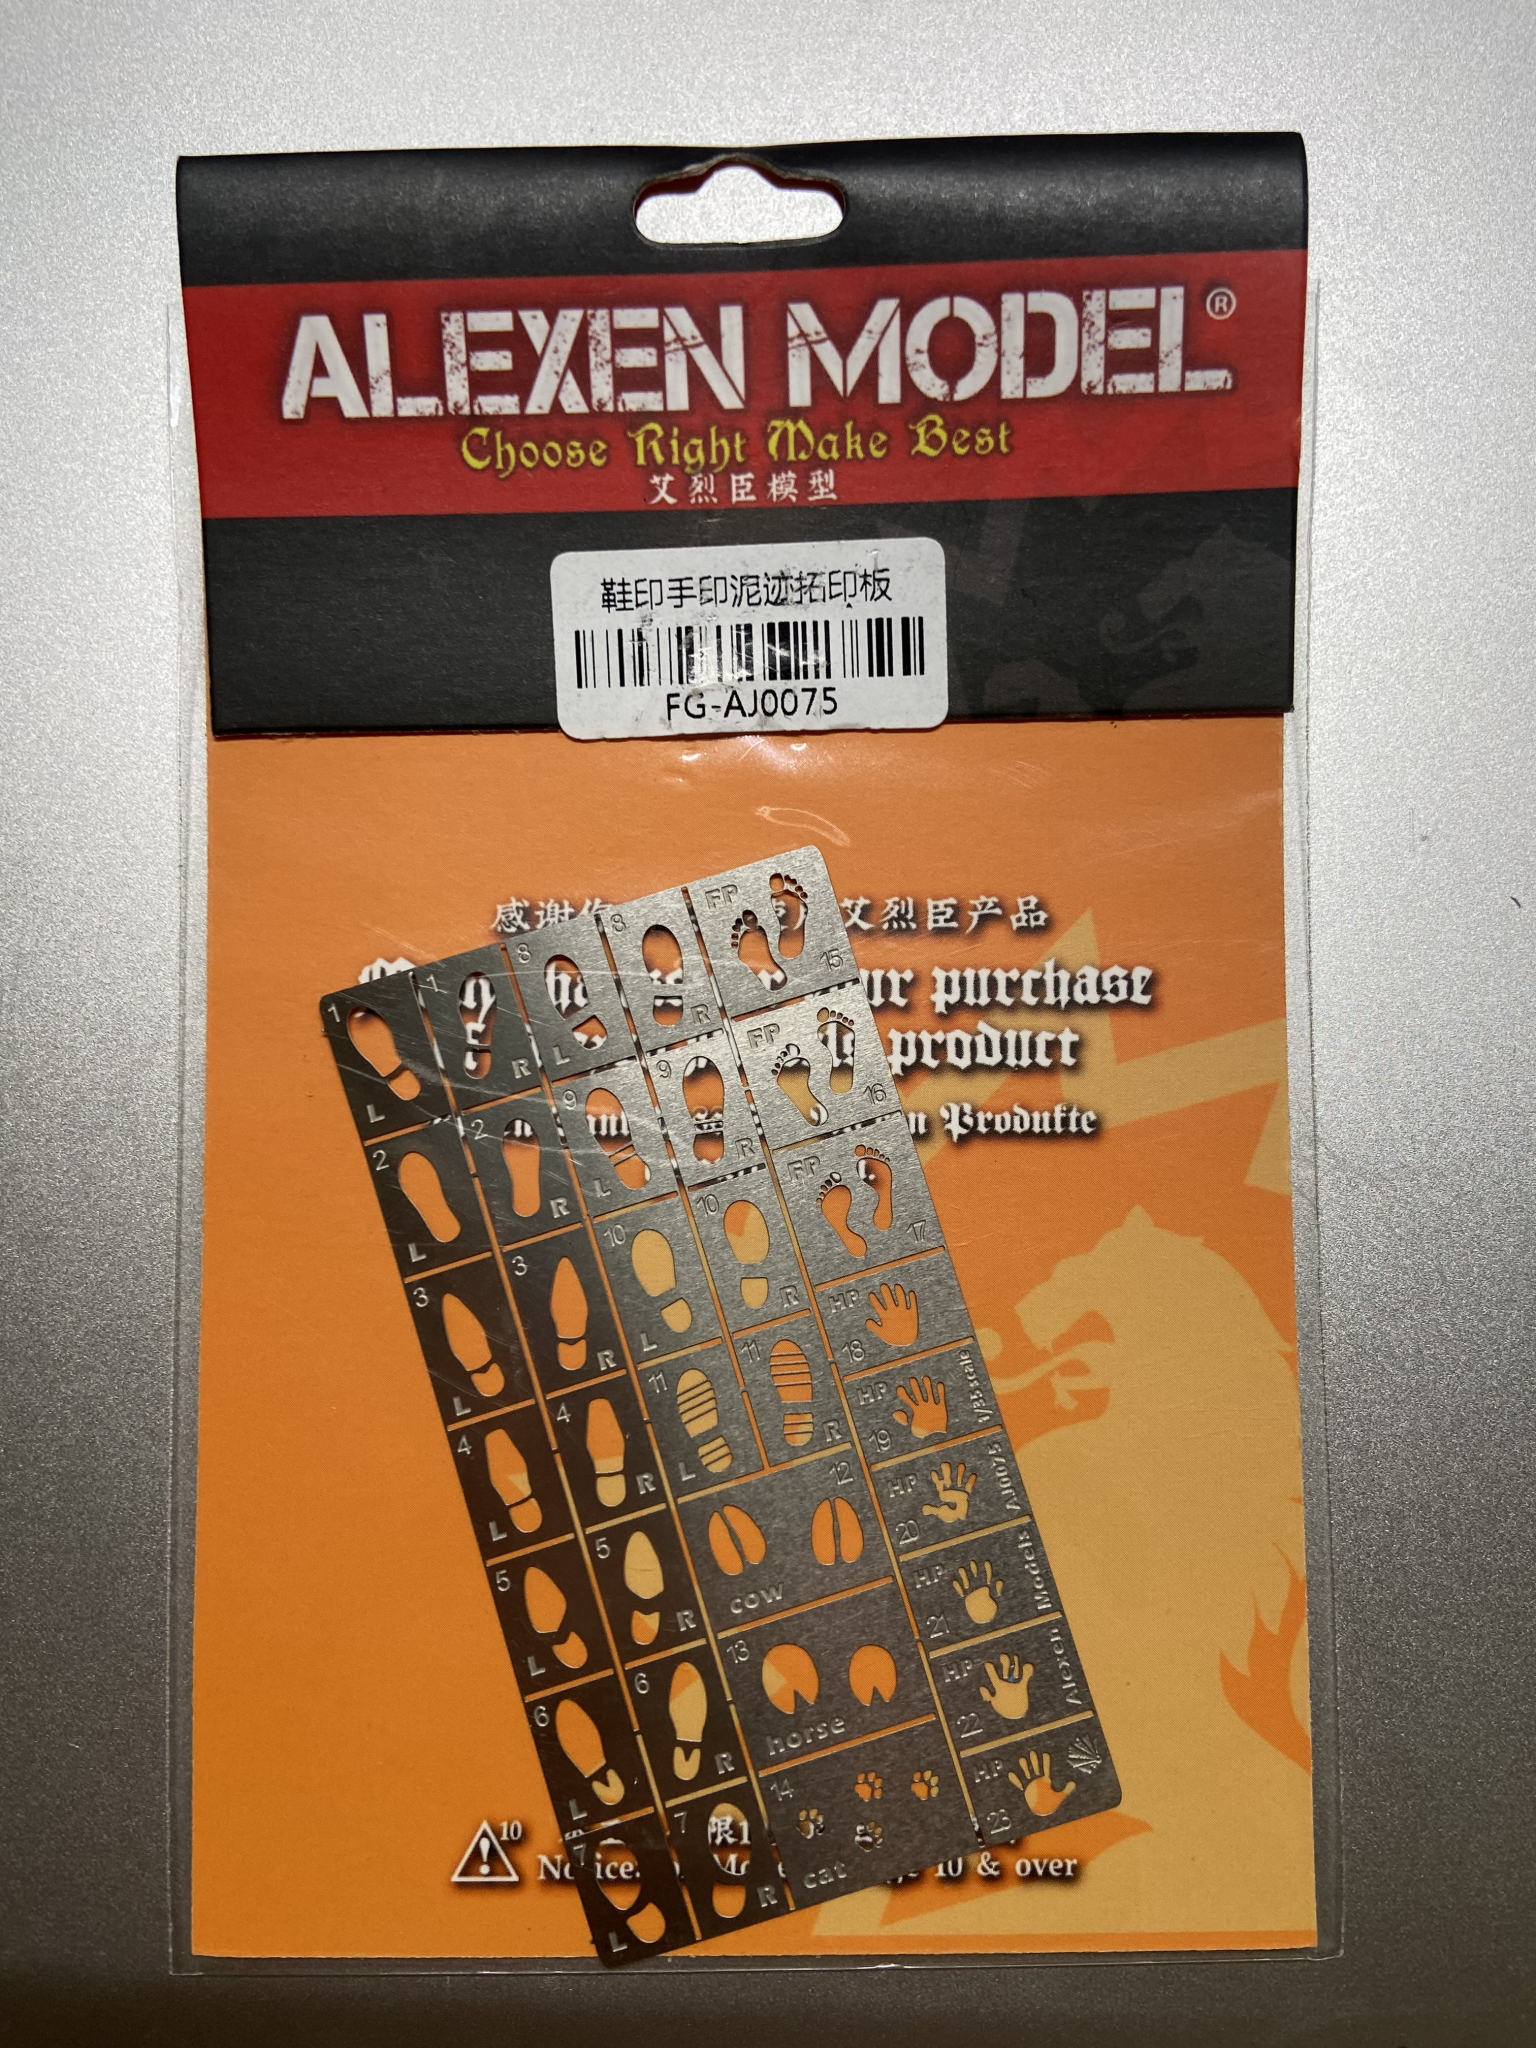 ALEXEN MODEL®
Choose Right Make Best
艾烈臣模型
鞋印手印泥迹拓印板
FG-AJ0075
感谢 艾烈臣产品
purchase
product
Produkte
1 L
1 R
8 L
8 R
FP 15
2 L
2 R
9 L
9 R
FP 16
3 L
3 R
10 L
10 R
FP 17
4 L
4 R
11 L
11 R
HP 18
5 L
5 R
12 cow
HP 19
6 L
6 R
13 horse
HP 20
7 L
7 R
14 cat
HP 21
HP 22
HP 23
Alexen Models AJ0075 1/35 scale
10
10 & over